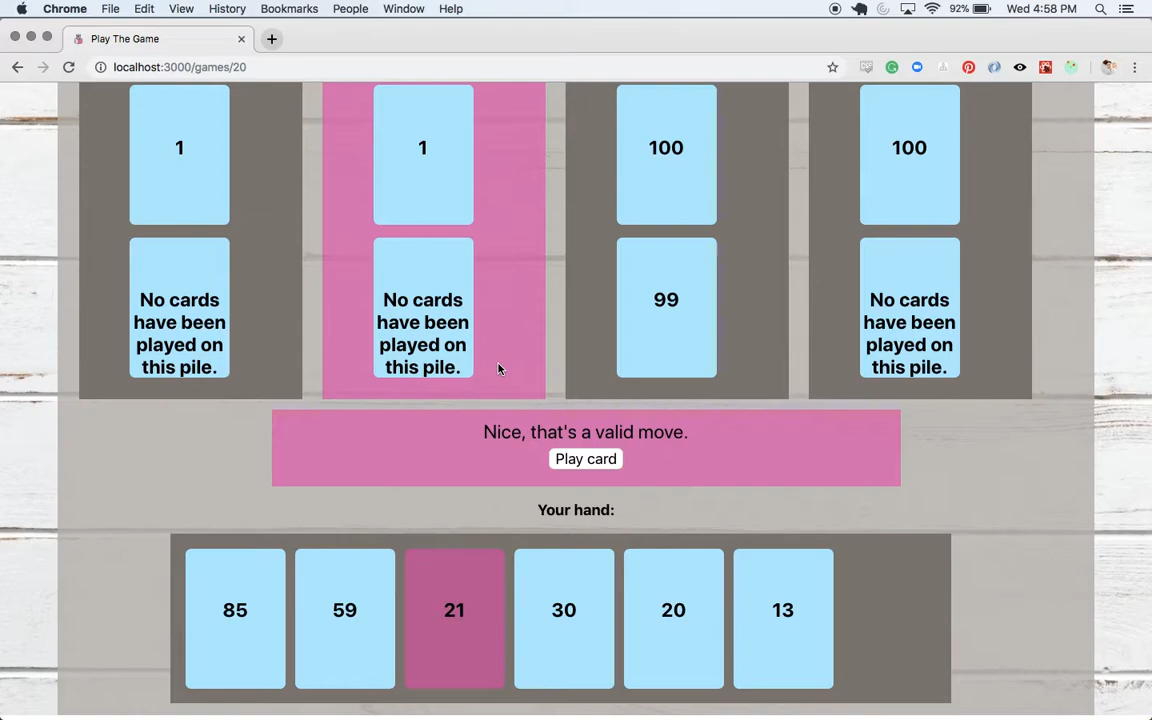 Chrome File Edit View History Bookmarks People Window Help 92% Wed 4:58 PM
Play The Game
localhost:3000/games/20
1 1 100 100
No cards have been played on this pile.
No cards have been played on this pile.
99
No cards have been played on this pile.
Nice, that's a valid move.
Play card
Your hand:
85 59 21 30 20 13